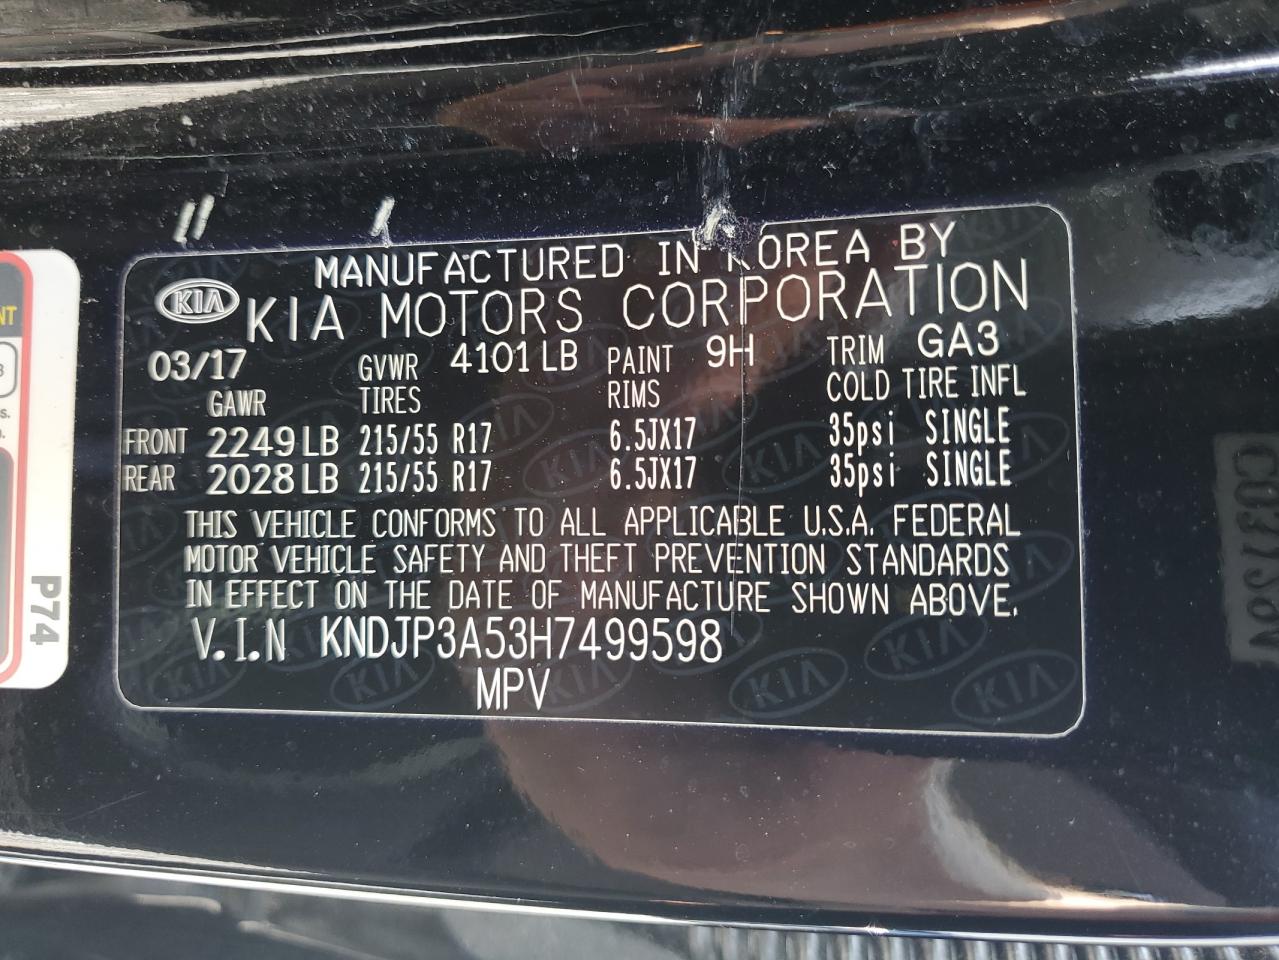 MANUFACTURED IN KOREA BY
KIA KIA MOTORS CORPORATION
03/17 GVWR 4101 LB PAINT 9H TRIM GA3
GAWR TIRES RIMS COLD TIRE INFL
FRONT 2249 LB 215/55 R17 6.5JX17 35psi SINGLE
REAR 2028 LB 215/55 R17 6.5JX17 35psi SINGLE
THIS VEHICLE CONFORMS TO ALL APPLICABLE U.S.A. FEDERAL
MOTOR VEHICLE SAFETY AND THEFT PREVENTION STANDARDS
IN EFFECT ON THE DATE OF MANUFACTURE SHOWN ABOVE.
V.I.N KNDJP3A53H7499598
MPV
P74